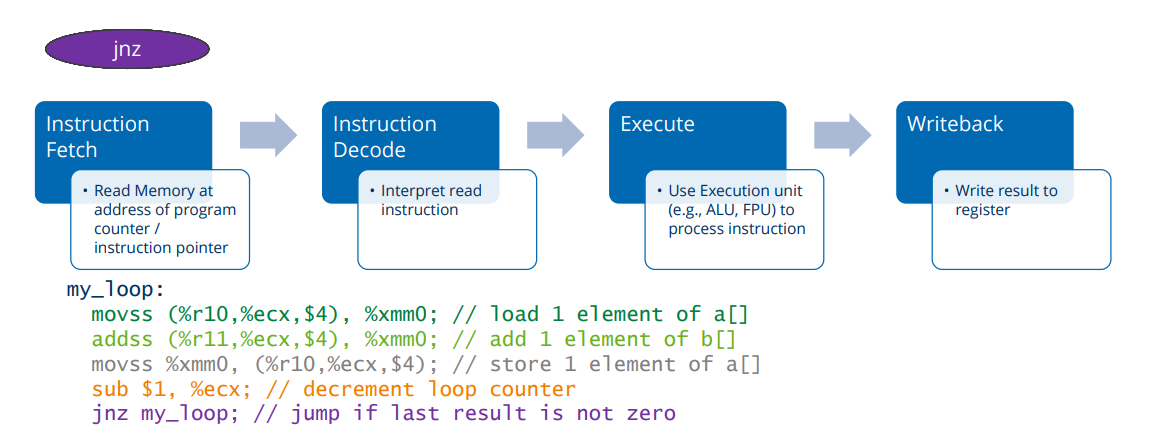 jnz
Instruction
Fetch
• Read Memory at
address of program
counter /
instruction pointer
Instruction
Decode
• Interpret read
instruction
Execute
• Use Execution unit
(e.g., ALU, FPU) to
process instruction
Writeback
• Write result to
register
my_loop:
movss (%r10,%ecx,$4), %xmm0; // load 1 element of a[]
addss (%r11,%ecx,$4), %xmm0; // add 1 element of b[]
movss %xmm0, (%r10,%ecx,$4); // store 1 element of a[]
sub $1, %ecx; // decrement loop counter
jnz my_loop; // jump if last result is not zero